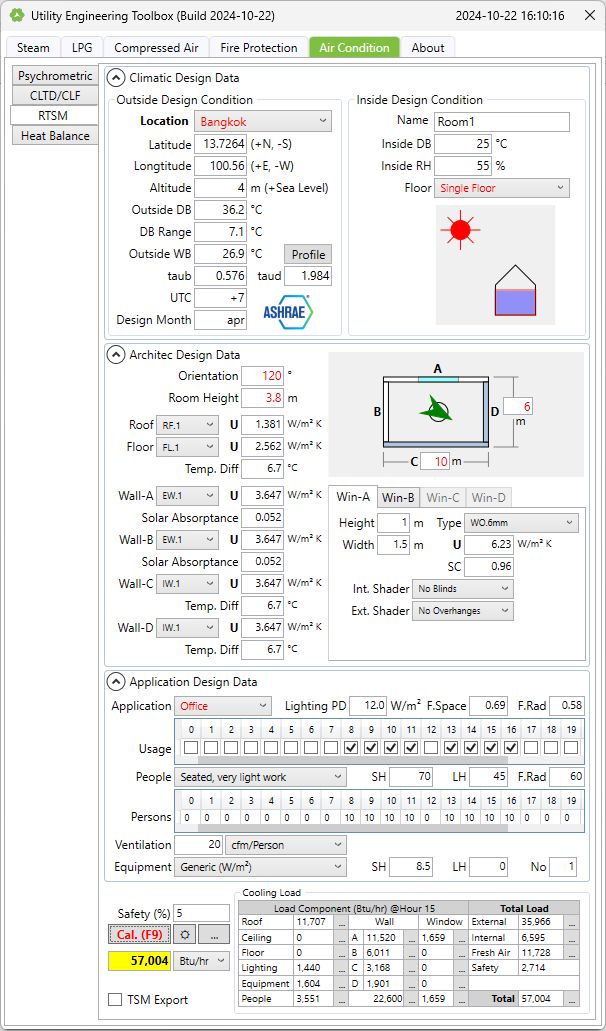 Utility Engineering Toolbox (Build 2024-10-22) 2024-10-22 16:10:16
Steam LPG Compressed Air Fire Protection Air Condition About
Psychrometric
CLTD/CLF
RTSM
Heat Balance
Climatic Design Data
Outside Design Condition
Location Bangkok
Latitude 13.7264 (+N, -S)
Longtitude 100.56 (+E, -W)
Altitude 4 m (+Sea Level)
Outside DB 36.2 °C
DB Range 7.1 °C
Outside WB 26.9 °C Profile
taub 0.576 taud 1.984
UTC +7
Design Month apr
ASHRAE
Inside Design Condition
Name Room1
Inside DB 25 °C
Inside RH 55 %
Floor Single Floor
Architec Design Data
Orientation 120 °
Room Height 3.8 m
Roof RF.1 U 1.381 W/m² K
Floor FL.1 U 2.562 W/m² K
Temp. Diff 6.7 °C
Wall-A EW.1 U 3.647 W/m² K
Solar Absorptance 0.052
Wall-B EW.1 U 3.647 W/m² K
Solar Absorptance 0.052
Wall-C IW.1 U 3.647 W/m² K
Temp. Diff 6.7 °C
Wall-D IW.1 U 3.647 W/m² K
Temp. Diff 6.7 °C
A
B D 6
m
C 10 m
Win-A Win-B Win-C Win-D
Height 1 m Type WO.6mm
Width 1.5 m U 6.23 W/m² K
SC 0.96
Int. Shader No Blinds
Ext. Shader No Overhanges
Application Design Data
Application Office Lighting PD 12.0 W/m² F.Space 0.69 F.Rad 0.58
0 1 2 3 4 5 6 7 8 9 10 11 12 13 14 15 16 17 18 19
Usage
People Seated, very light work SH 70 LH 45 F.Rad 60
0 1 2 3 4 5 6 7 8 9 10 11 12 13 14 15 16 17 18 19
Persons 0 0 0 0 0 0 0 0 10 10 10 10 0 10 10 10 10 0 0 0
Ventilation 20 cfm/Person
Equipment Generic (W/m²) SH 8.5 LH 0 No 1
Safety (%) 5
Cal. (F9) ...
57,004 Btu/hr
TSM Export
Cooling Load
Load Component (Btu/hr) @Hour 15 Total Load
Roof 11,707 ... Wall Window External 35,966 ...
Ceiling 0 ... A 11,520 ... 1,659 ... Internal 6,595 ...
Floor 0 ... B 6,011 ... 0 ... Fresh Air 11,728 ...
Lighting 1,440 ... C 3,168 ... 0 ... Safety 2,714
Equipment 1,604 ... D 1,901 ... 0 ...
People 3,551 ... 22,600 ... 1,659 ... Total 57,004 ...